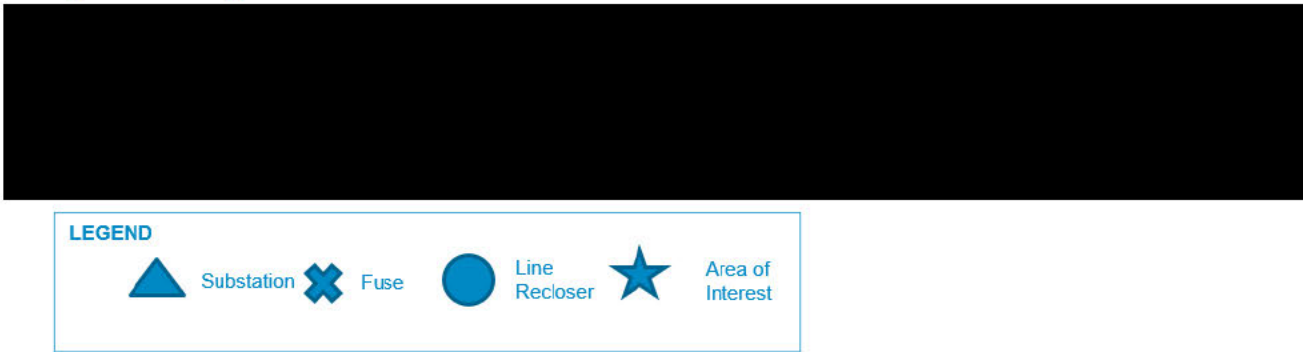 LEGEND
Substation
Fuse
Line
Recloser
Area of
Interest